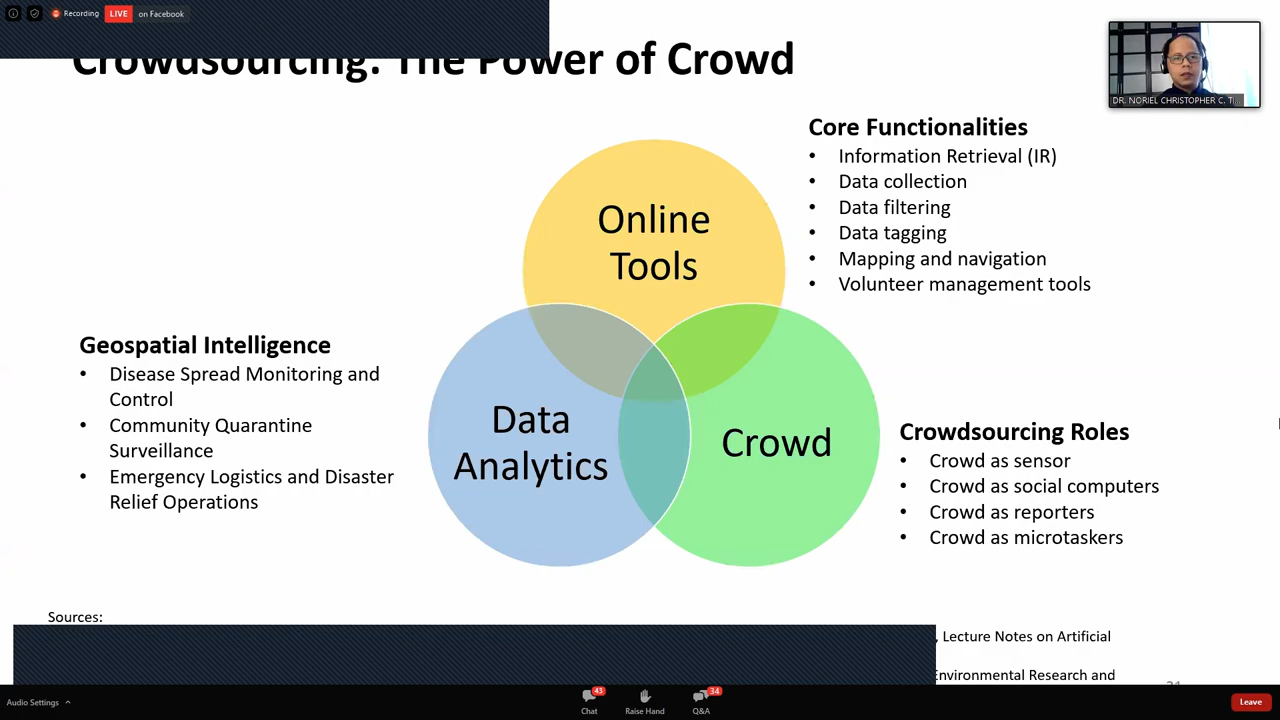 Recording LIVE on Facebook
Crowdsourcing: The Power of Crowd
DR. NORIEL CHRISTOPHER C. TI...
Core Functionalities
• Information Retrieval (IR)
• Data collection
• Data filtering
• Data tagging
• Mapping and navigation
• Volunteer management tools
Online
Tools
Geospatial Intelligence
• Disease Spread Monitoring and
Control
• Community Quarantine
Surveillance
• Emergency Logistics and Disaster
Relief Operations
Data
Analytics
Crowd
Crowdsourcing Roles
• Crowd as sensor
• Crowd as social computers
• Crowd as reporters
• Crowd as microtaskers
Sources:
, Lecture Notes on Artificial
Environmental Research and
Audio Settings
43
Chat
Raise Hand
34
Q&A
Leave